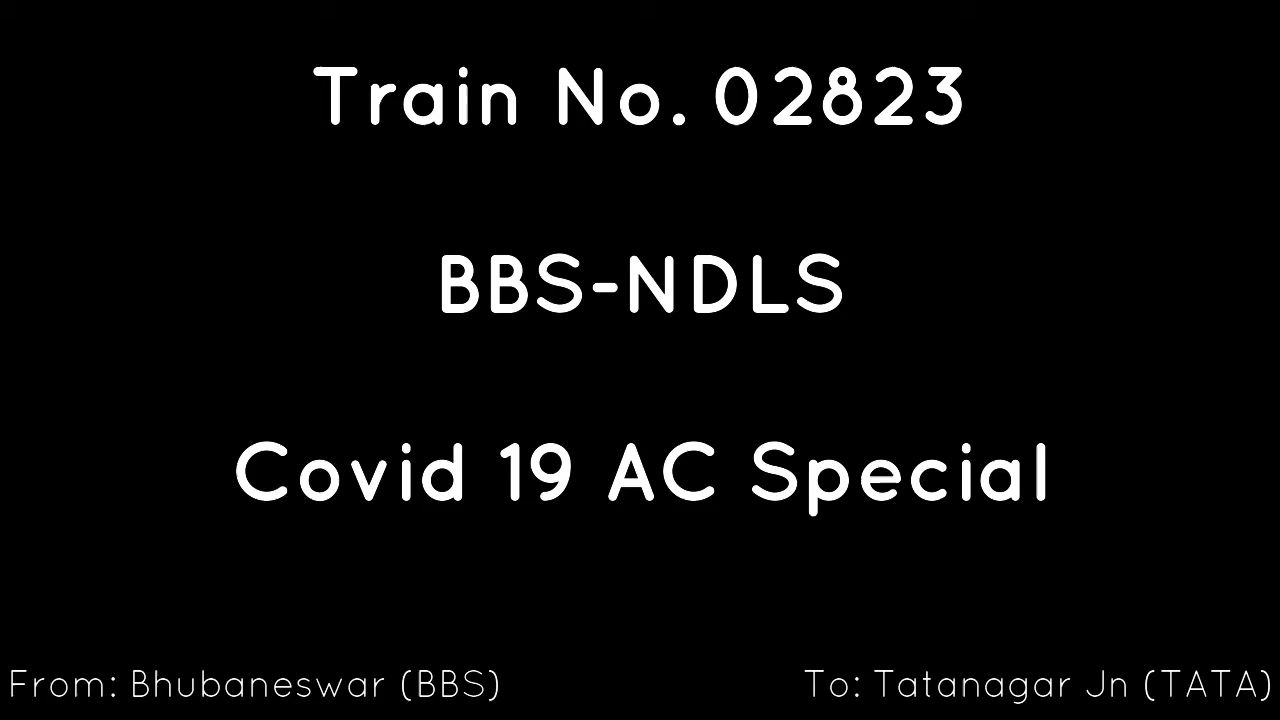 Train No. 02823
BBS-NDLS
Covid 19 AC Special
From: Bhubaneswar (BBS)
To: Tatanagar Jn (TATA)